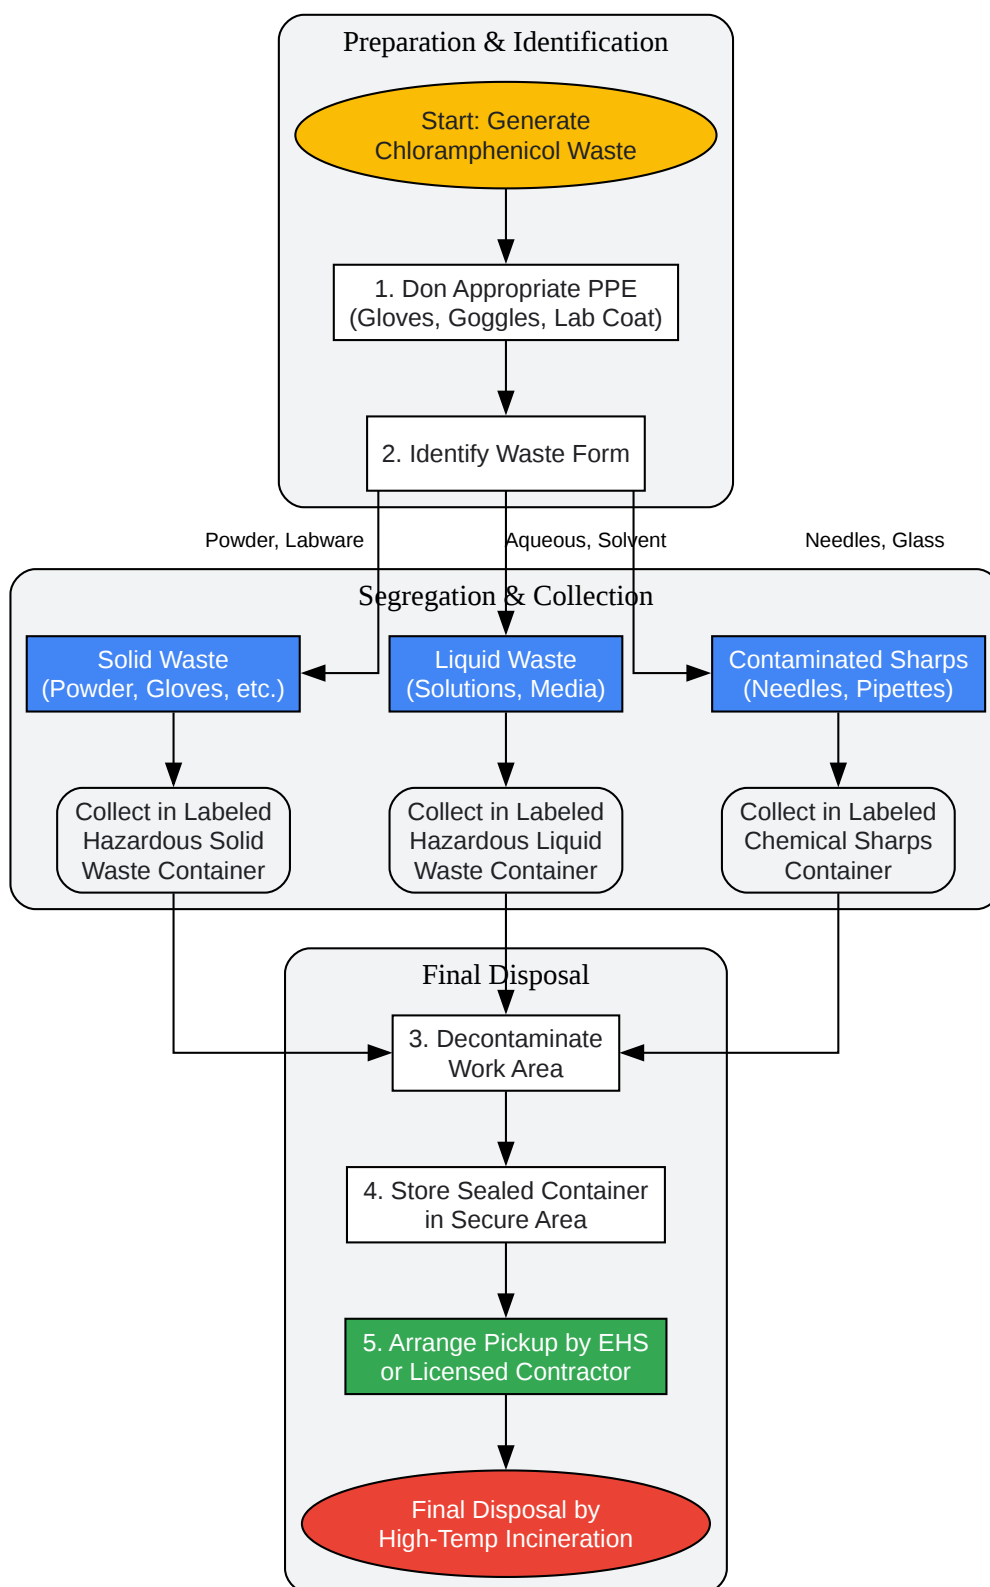 Preparation & Identification
Start: Generate
Chloramphenicol Waste
1. Don Appropriate PPE
(Gloves, Goggles, Lab Coat)
2. Identify Waste Form
Powder, Labware
Aqueous, Solvent
Needles, Glass
Segregation & Collection
Solid Waste
(Powder, Gloves, etc.)
Liquid Waste
(Solutions, Media)
Contaminated Sharps
(Needles, Pipettes)
Collect in Labeled
Hazardous Solid
Waste Container
Collect in Labeled
Hazardous Liquid
Waste Container
Collect in Labeled
Chemical Sharps
Container
Final Disposal
3. Decontaminate
Work Area
4. Store Sealed Container
in Secure Area
5. Arrange Pickup by EHS
or Licensed Contractor
Final Disposal by
High-Temp Incineration